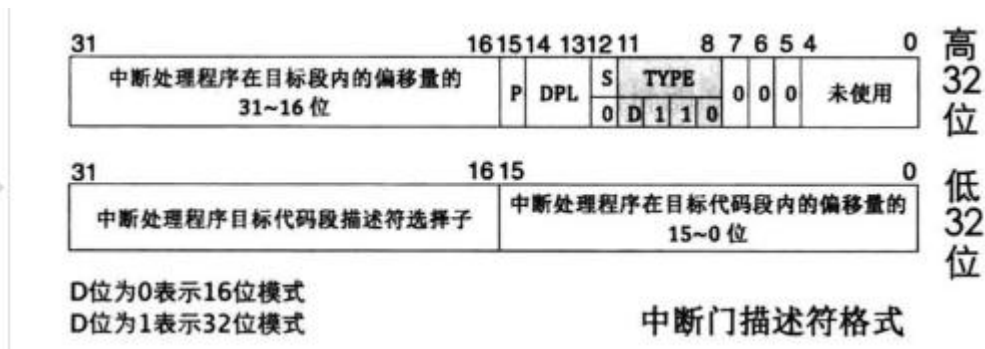 31 16 15 14 13 12 11 8 7 6 5 4 0
中断处理程序在目标段内的偏移量的
31~16 位
P DPL S TYPE 0 0 0 未使用
0 D 1 1 0
高32位
31 16 15 0
中断处理程序目标代码段描述符选择子
中断处理程序在目标代码段内的偏移量的
15~0 位
低32位
D位为0表示16位模式
D位为1表示32位模式
中断门描述符格式